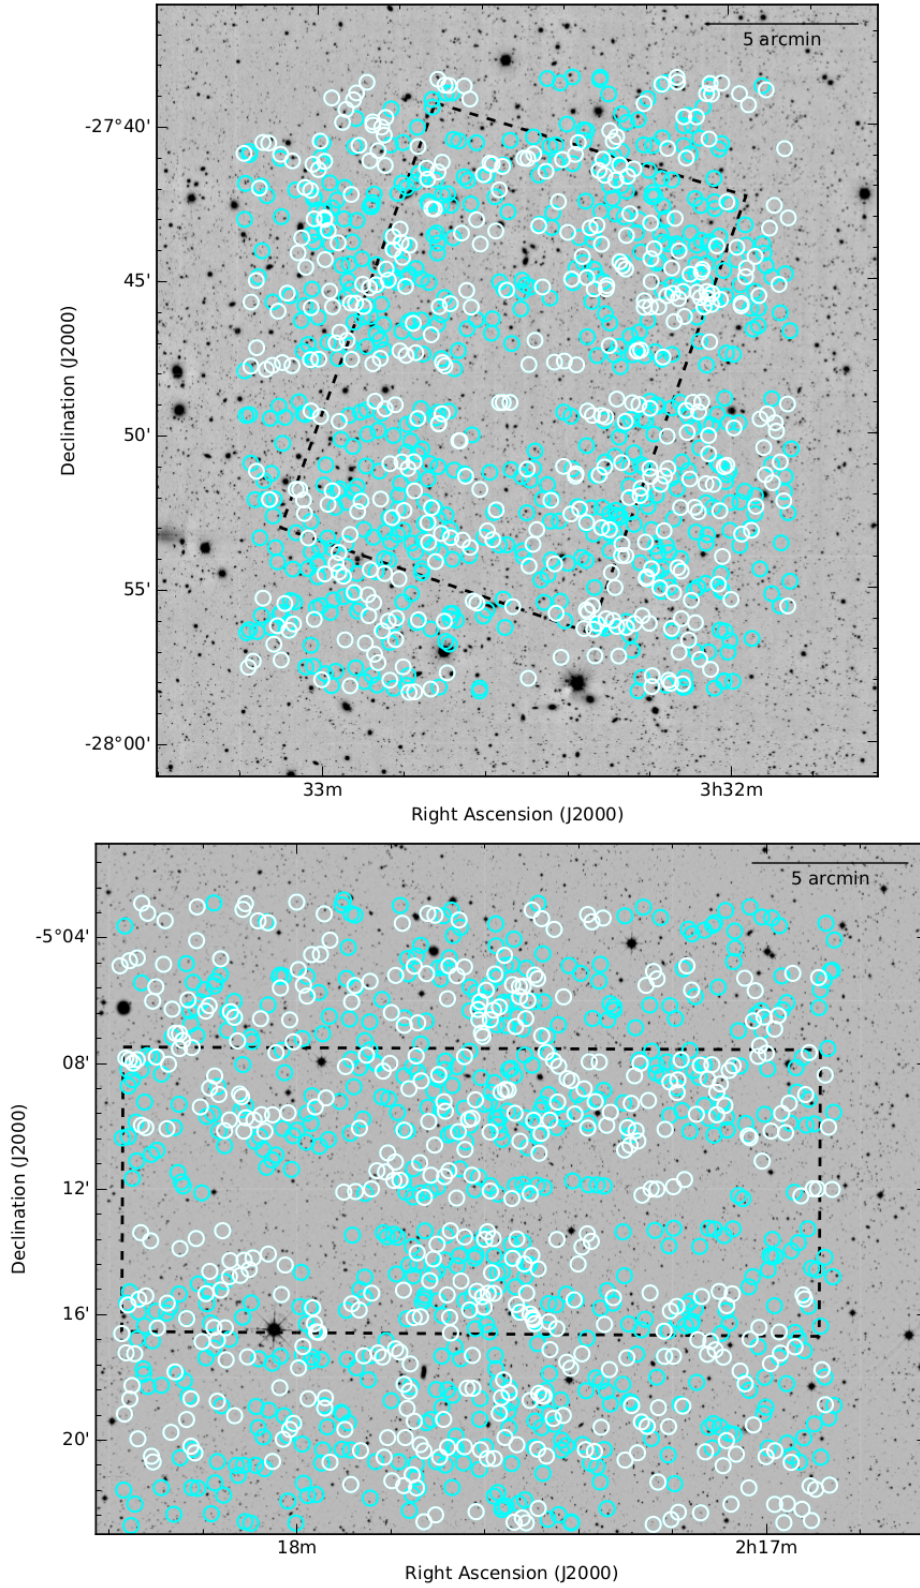 5 arcmin
-27°40'
45'
50'
55'
-28°00'
Declination (J2000)
33m
3h32m
Right Ascension (J2000)
5 arcmin
-5°04'
08'
12'
16'
20'
Declination (J2000)
18m
2h17m
Right Ascension (J2000)